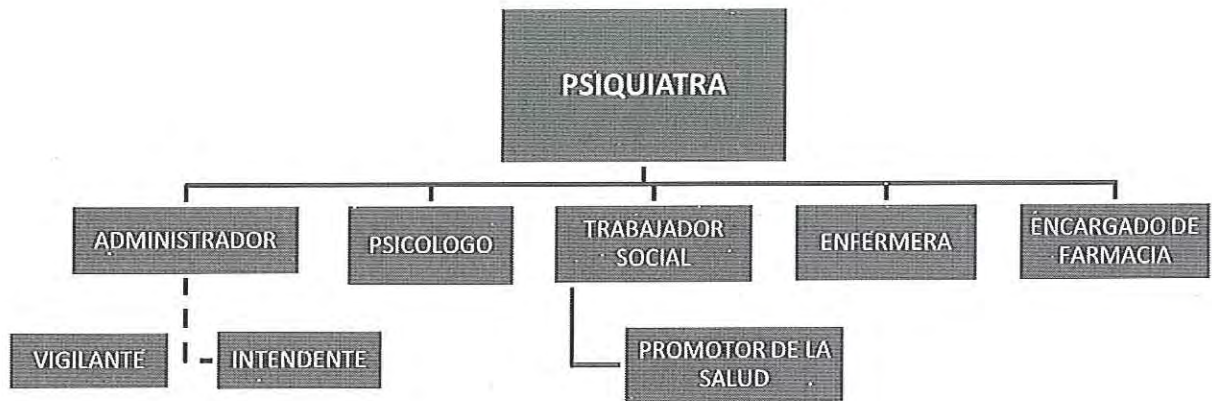 PSIQUIATRA
ADMINISTRADOR
PSICOLOGO
TRABAJADOR
SOCIAL
ENFERMERA
ENCARGADO DE
FARMACIA
VIGILANTE
INTENDENTE
PROMOTOR DE LA
SALUD